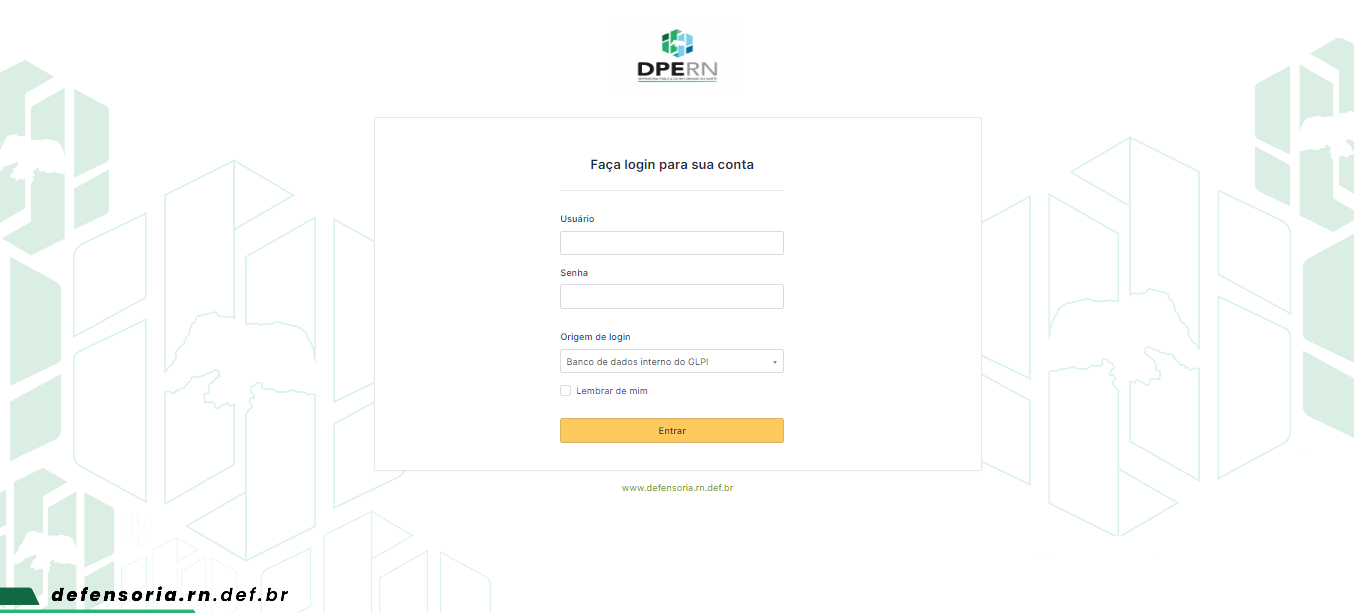 DPERN
DEFENSORIA PÚBLICA DO RIO GRANDE DO NORTE
Faça login para sua conta
Usuário
Senha
Origem de login
Banco de dados interno do GLPI
Lembrar de mim
Entrar
www.defensoria.rn.def.br
defensoria.rn.def.br